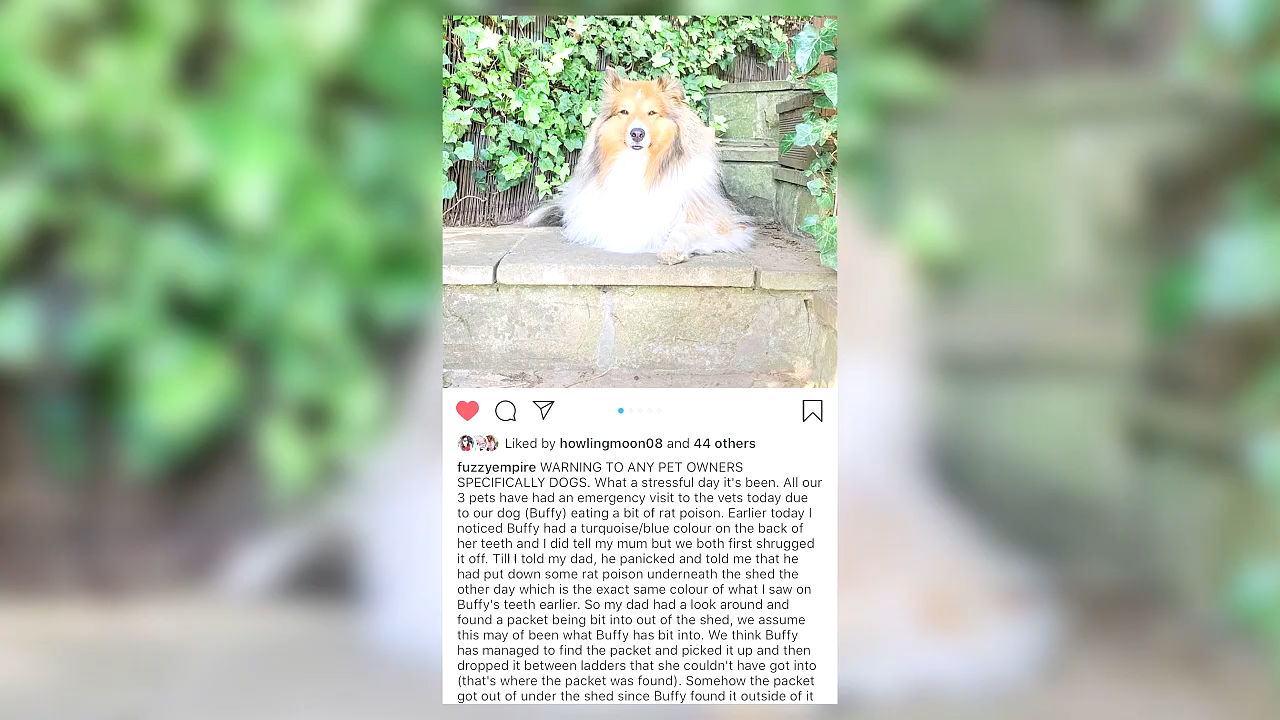 Liked by howlingmoon08 and 44 others
fuzzyempire WARNING TO ANY PET OWNERS
SPECIFICALLY DOGS. What a stressful day it's been. All our
3 pets have had an emergency visit to the vets today due
to our dog (Buffy) eating a bit of rat poison. Earlier today I
noticed Buffy had a turquoise/blue colour on the back of
her teeth and I did tell my mum but we both first shrugged
it off. Till I told my dad, he panicked and told me that he
had put down some rat poison underneath the shed the
other day which is the exact same colour of what I saw on
Buffy's teeth earlier. So my dad had a look around and
found a packet being bit into out of the shed, we assume
this may of been what Buffy has bit into. We think Buffy
has managed to find the packet and picked it up and then
dropped it between ladders that she couldn't have got into
(that's where the packet was found). Somehow the packet
got out of under the shed since Buffy found it outside of it